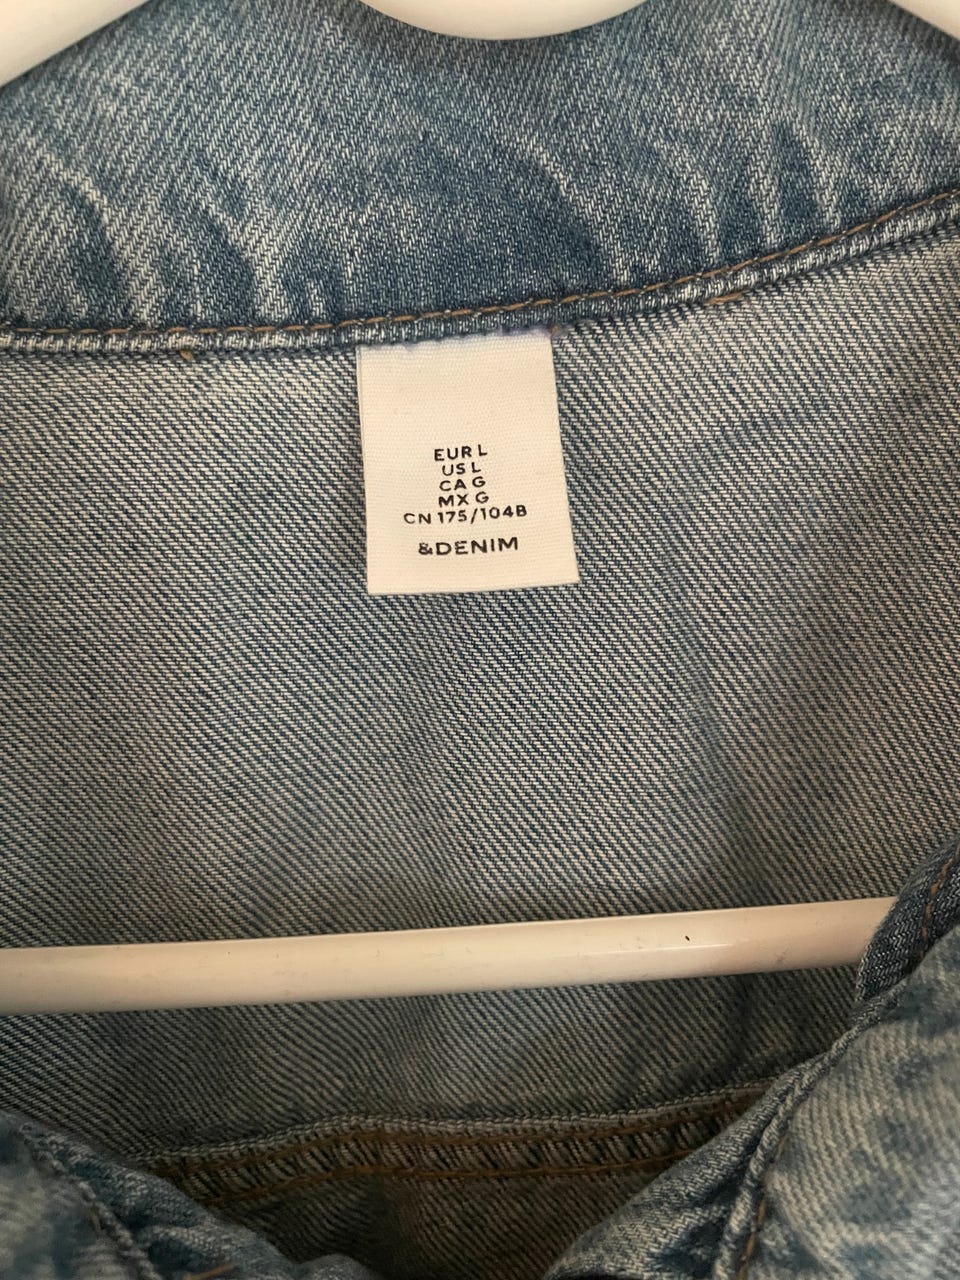 EUR L
US L
CA G
MX G
CN 175/104B
&DENIM